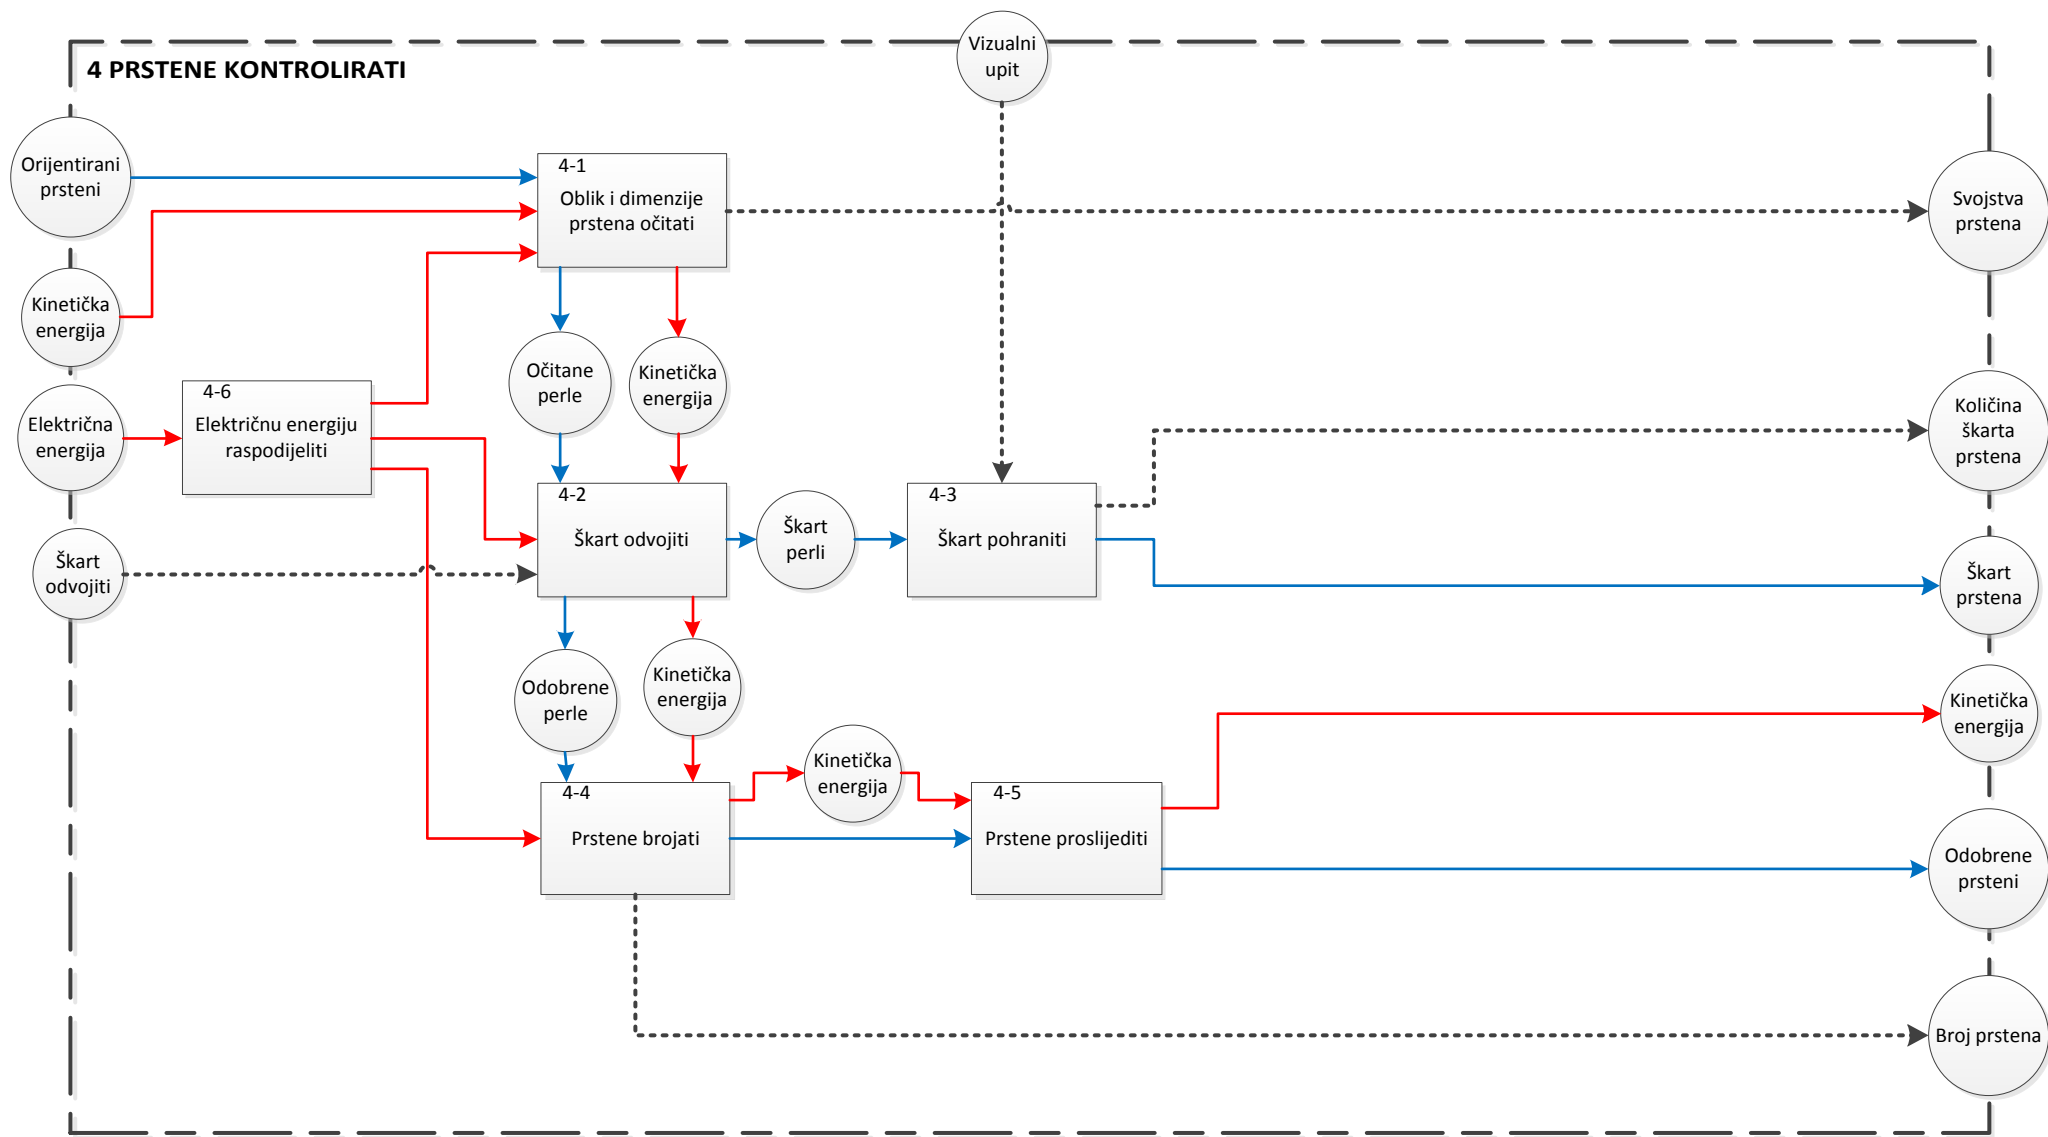 Vizualni
upit
4 PRSTENE KONTROLIRATI
Orijentirani
prsteni
4-1
Oblik i dimenzije
prstena očitati
Svojstva
prstena
Kinetička
energija
Očitane
perle
Kinetička
energija
4-6
Električnu energiju
raspodijeliti
Električna
energija
Količina
škarta
prstena
4-2
Škart odvojiti
Škart
perli
4-3
Škart pohraniti
Škart
odvojiti
Škart
prstena
Odobrene
perle
Kinetička
energija
Kinetička
energija
Kinetička
energija
4-4
Prstene brojati
4-5
Prstene proslijediti
Odobrene
prsteni
Broj prstena